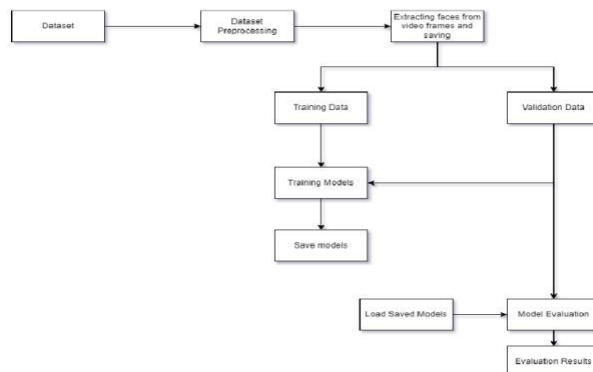 Dataset
Dataset
Preprocessing
Extracting faces from
video frames and
saving
Training Data
Validation Data
Training Models
Save models
Load Saved Models
Model Evaluation
Evaluation Results